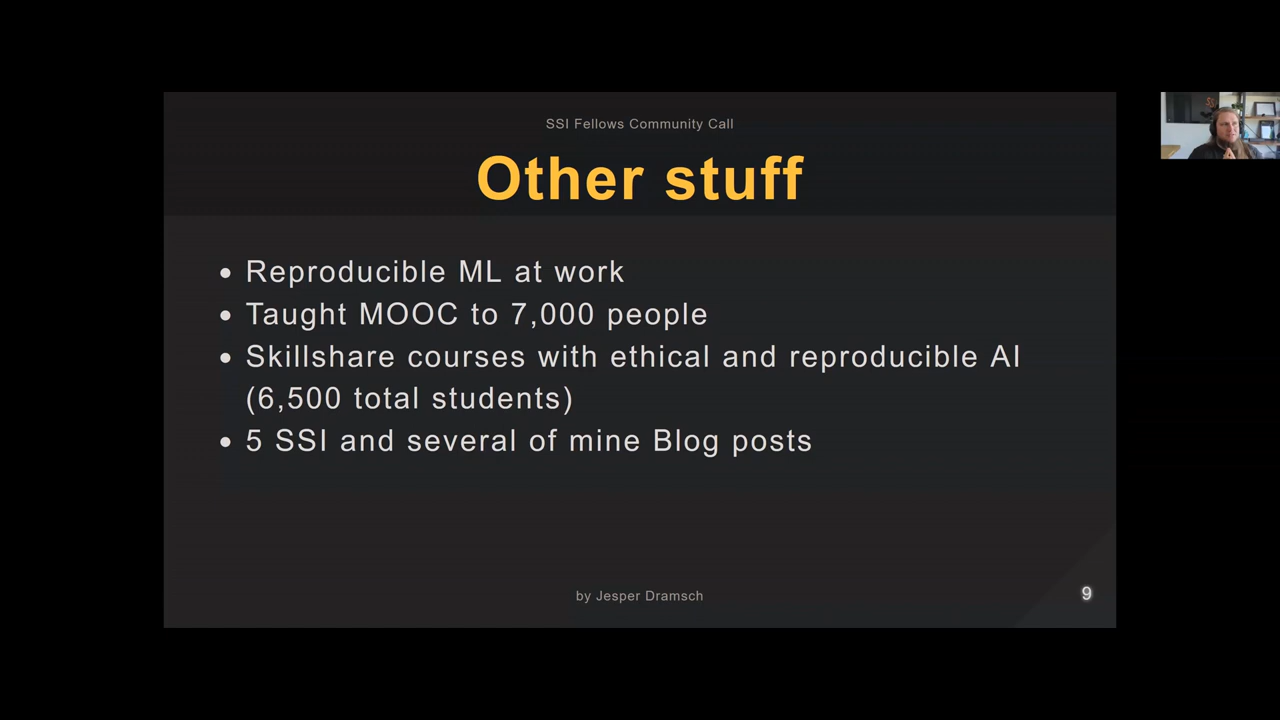 SSI Fellows Community Call
Other stuff
• Reproducible ML at work
• Taught MOOC to 7,000 people
• Skillshare courses with ethical and reproducible AI
(6,500 total students)
• 5 SSI and several of mine Blog posts
by Jesper Dramsch
9